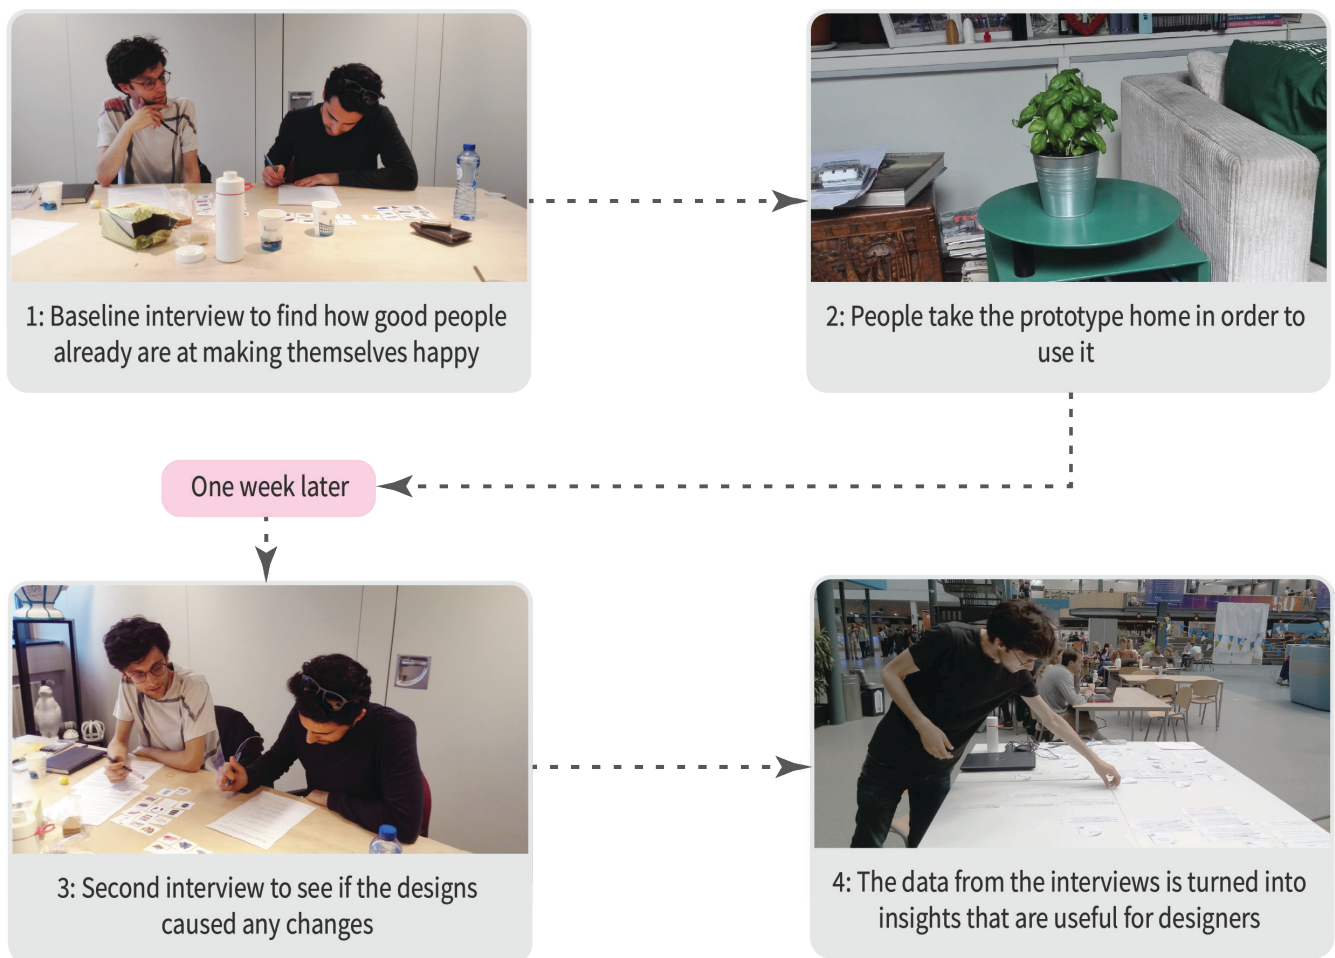 1: Baseline interview to find how good people
already are at making themselves happy
2: People take the prototype home in order to
use it
One week later
3: Second interview to see if the designs
caused any changes
4: The data from the interviews is turned into
insights that are useful for designers